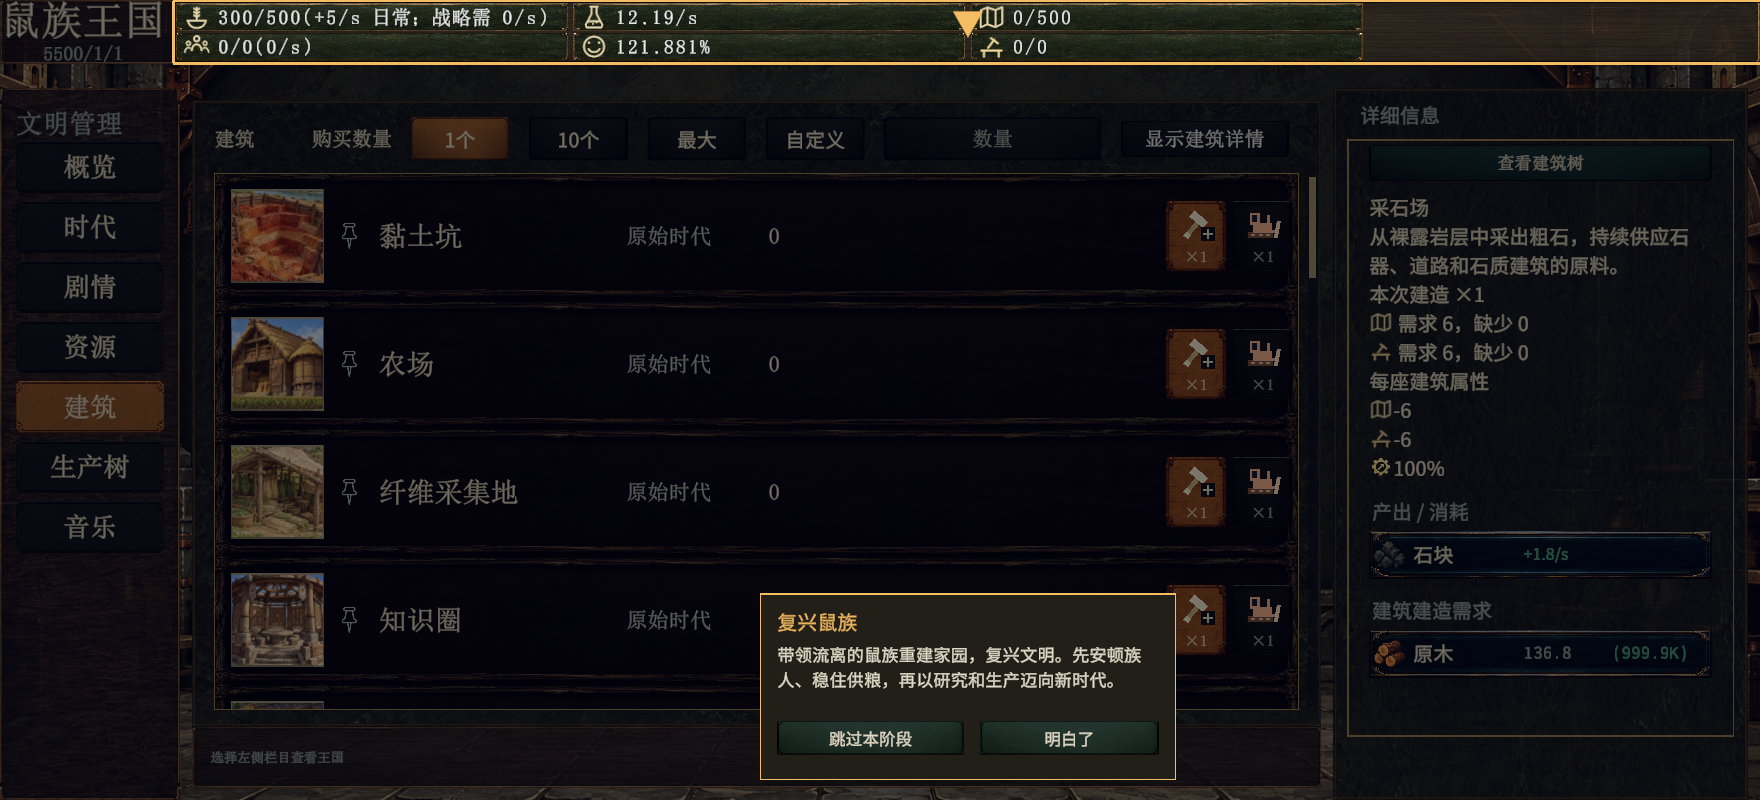 鼠族王国
5500/1/1
300/500(+5/s 日常; 战略需 0/s)
0/0(0/s)
12.19/s
121.881%
0/500
0/0
文明管理
概览
时代
剧情
资源
建筑
生产树
音乐
建筑
购买数量
1个
10个
最大
自定义
数量
显示建筑详情
黏土坑
原始时代
0
×1
×1
农场
原始时代
0
×1
×1
纤维采集地
原始时代
0
×1
×1
知识圈
原始时代
×1
×1
复兴鼠族
带领流离的鼠族重建家园，复兴文明。先安顿族
人、稳住供粮，再以研究和生产迈向新时代。
跳过本阶段
明白了
选择左侧栏目查看王国
详细信息
查看建筑树
采石场
从裸露岩层中采出粗石，持续供应石
器、道路和石质建筑的原料。
本次建造 ×1
需求 6，缺少 0
需求 6，缺少 0
每座建筑属性
-6
-6
100%
产出 / 消耗
石块
+1.8/s
建筑建造需求
原木
136.8
(999.9K)